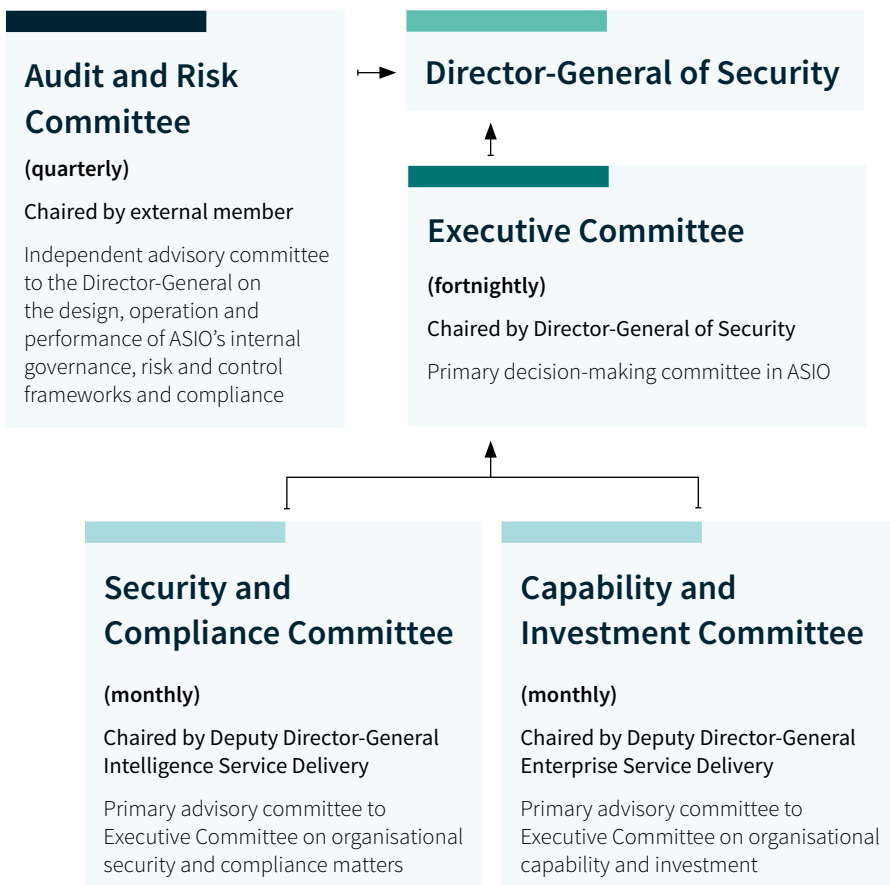 Audit and Risk
Committee
(quarterly)
Chaired by external member
Independent advisory committee
to the Director-General on
the design, operation and
performance of ASIO’s internal
governance, risk and control
frameworks and compliance
Director-General of Security
Executive Committee
(fortnightly)
Chaired by Director-General of Security
Primary decision-making committee in ASIO
Security and
Compliance Committee
(monthly)
Chaired by Deputy Director-General
Intelligence Service Delivery
Primary advisory committee to
Executive Committee on organisational
security and compliance matters
Capability and
Investment Committee
(monthly)
Chaired by Deputy Director-General
Enterprise Service Delivery
Primary advisory committee to
Executive Committee on organisational
capability and investment